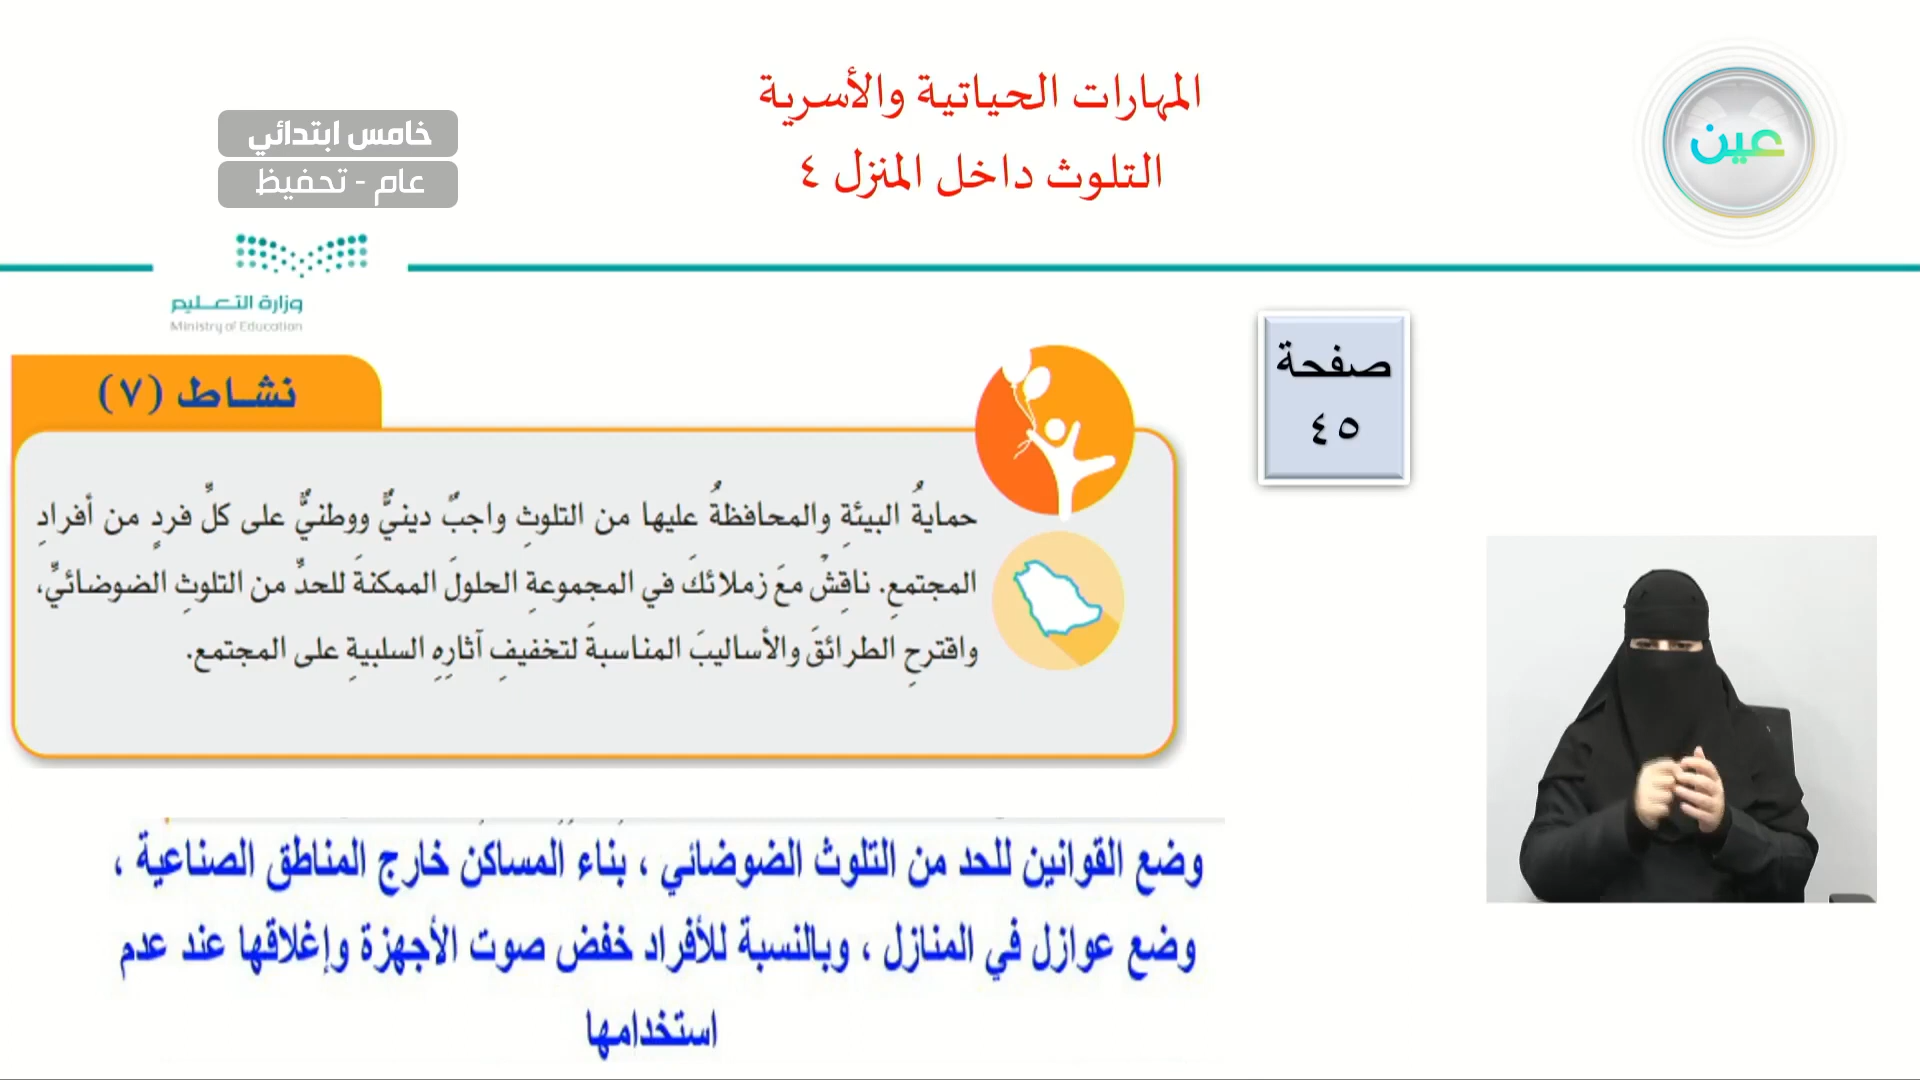 المهارات الحياتية والأسرية
التلوث داخل المنزل ٤
عين
خامس ابتدائي
عام - تحفيظ
وزارة التعـــليم
Ministry of Education
صفحة
٤٥
نشـاط (٧)
حمايةُ البيئةِ والمحافظةُ عليها من التلوثِ واجبٌ دينيٌّ ووطنيٌّ على كلِّ فردٍ من أفرادِ
المجتمعِ. ناقِشْ معَ زملائكَ في المجموعةِ الحلولَ الممكنةَ للحدِّ من التلوثِ الضوضائيِّ،
واقترحِ الطرائقَ والأساليبَ المناسبةَ لتخفيفِ آثارِهِ السلبيةِ على المجتمع.
وضع القوانين للحد من التلوث الضوضائي ، بناء المساكن خارج المناطق الصناعية ،
وضع عوازل في المنازل ، وبالنسبة للأفراد خفض صوت الأجهزة وإغلاقها عند عدم
استخدامها